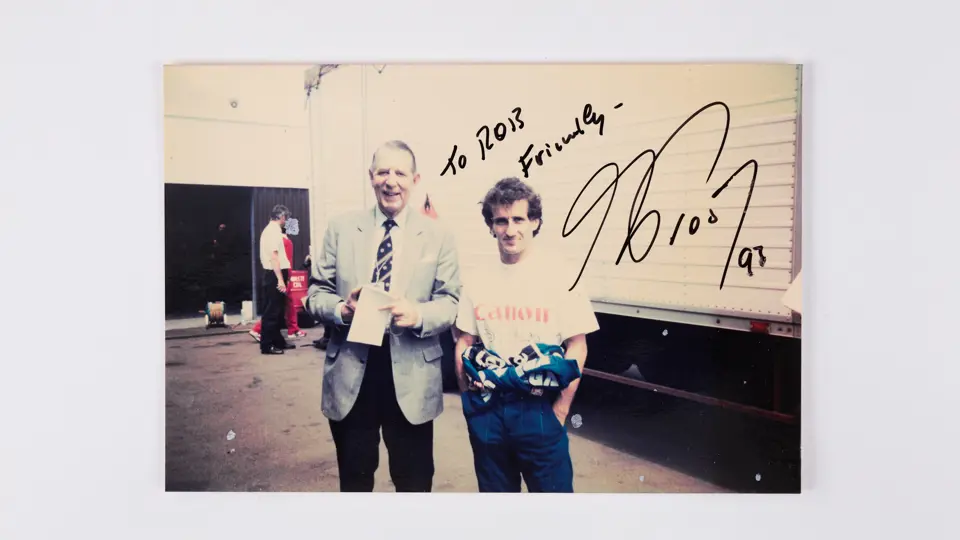 To ROB
Friendly -
93
Canon